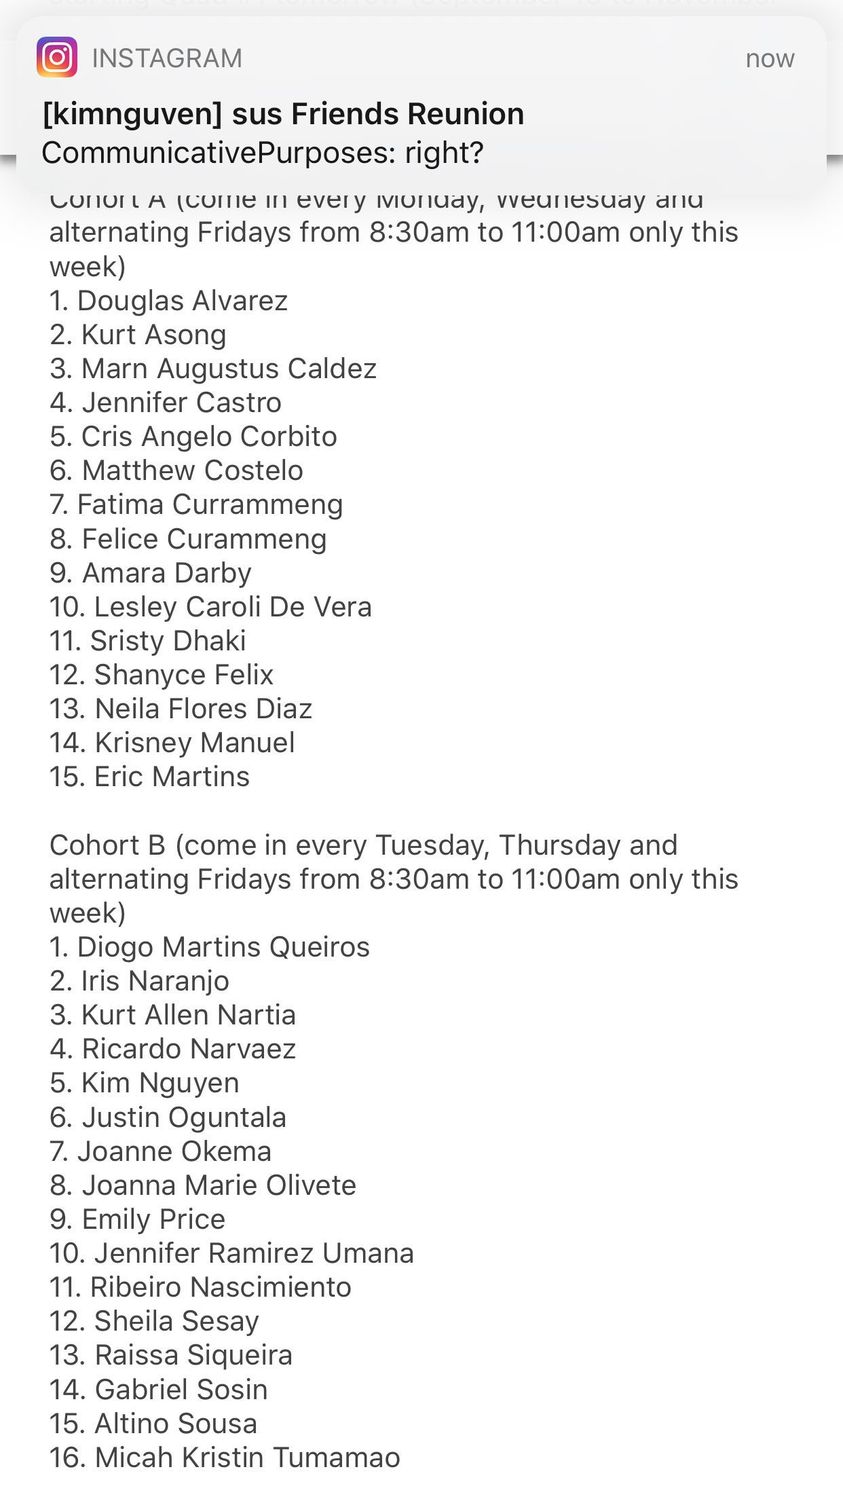 INSTAGRAM now
[kimnguven] sus Friends Reunion
CommunicativePurposes: right?
Cohort A (come in every Monday, Wednesday and
alternating Fridays from 8:30am to 11:00am only this
week)
1. Douglas Alvarez
2. Kurt Asong
3. Marn Augustus Caldez
4. Jennifer Castro
5. Cris Angelo Corbito
6. Matthew Costelo
7. Fatima Currammeng
8. Felice Curammeng
9. Amara Darby
10. Lesley Caroli De Vera
11. Sristy Dhaki
12. Shanyce Felix
13. Neila Flores Diaz
14. Krisney Manuel
15. Eric Martins
Cohort B (come in every Tuesday, Thursday and
alternating Fridays from 8:30am to 11:00am only this
week)
1. Diogo Martins Queiros
2. Iris Naranjo
3. Kurt Allen Nartia
4. Ricardo Narvaez
5. Kim Nguyen
6. Justin Oguntala
7. Joanne Okema
8. Joanna Marie Olivete
9. Emily Price
10. Jennifer Ramirez Umana
11. Ribeiro Nascimiento
12. Sheila Sesay
13. Raissa Siqueira
14. Gabriel Sosin
15. Altino Sousa
16. Micah Kristin Tumamao